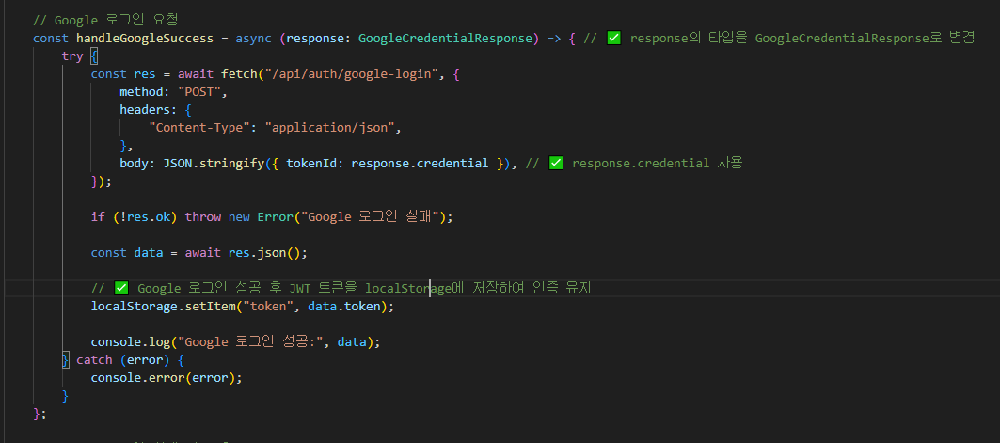 // Google 로그인 요청
const handleGoogleSuccess = async (response: GoogleCredentialResponse) => { // ✅ response의 타입을 GoogleCredentialResponse로 변경
try {
const res = await fetch("/api/auth/google-login", {
method: "POST",
headers: {
"Content-Type": "application/json",
},
body: JSON.stringify({ tokenId: response.credential }), // ✅ response.credential 사용
});
if (!res.ok) throw new Error("Google 로그인 실패");
const data = await res.json();
// ✅ Google 로그인 성공 후 JWT 토큰을 localStorage에 저장하여 인증 유지
localStorage.setItem("token", data.token);
console.log("Google 로그인 성공:", data);
} catch (error) {
console.error(error);
}
};